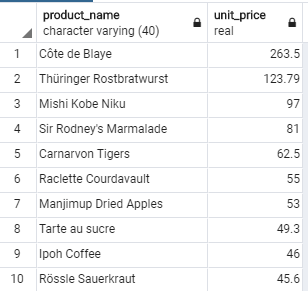 product_name unit_price
character varying (40) real
1 Côte de Blaye 263.5
2 Thüringer Rostbratwurst 123.79
3 Mishi Kobe Niku 97
4 Sir Rodney's Marmalade 81
5 Carnarvon Tigers 62.5
6 Raclette Courdavault 55
7 Manjimup Dried Apples 53
8 Tarte au sucre 49.3
9 Ipoh Coffee 46
10 Rössle Sauerkraut 45.6